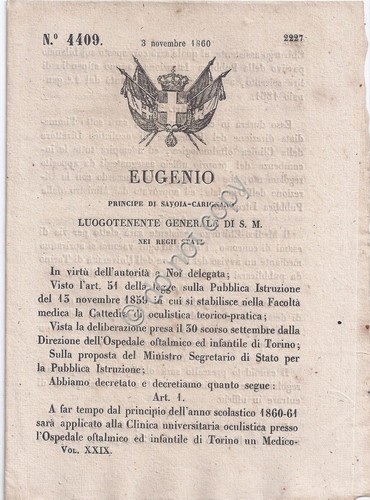 N.° 4409.
3 novembre 1860
2227
EUGENIO
PRINCIPE DI SAVOIA-CARIGNANO
LUOGOTENENTE GENERALE DI S. M.
NEI REGII STATI
In virtù dell'autorità a Noi delegata;
Visto l'art. 51 della Legge sulla Pubblica Istruzione
del 13 novembre 1859 in cui si stabilisce nella Facoltà
medica la Cattedra di oculistica teorico-pratica;
Vista la deliberazione presa il 30 scorso settembre dalla
Direzione dell'Ospedale oftalmico ed infantile di Torino;
Sulla proposta del Ministro Segretario di Stato per
la Pubblica Istruzione;
Abbiamo decretato e decretiamo quanto segue :
Art. 1.
A far tempo dal principio dell'anno scolastico 1860-61
sarà applicato alla Clinica universitaria oculistica presso
l'Ospedale oftalmico ed infantile di Torino un Medico-
VOL. XXIX.